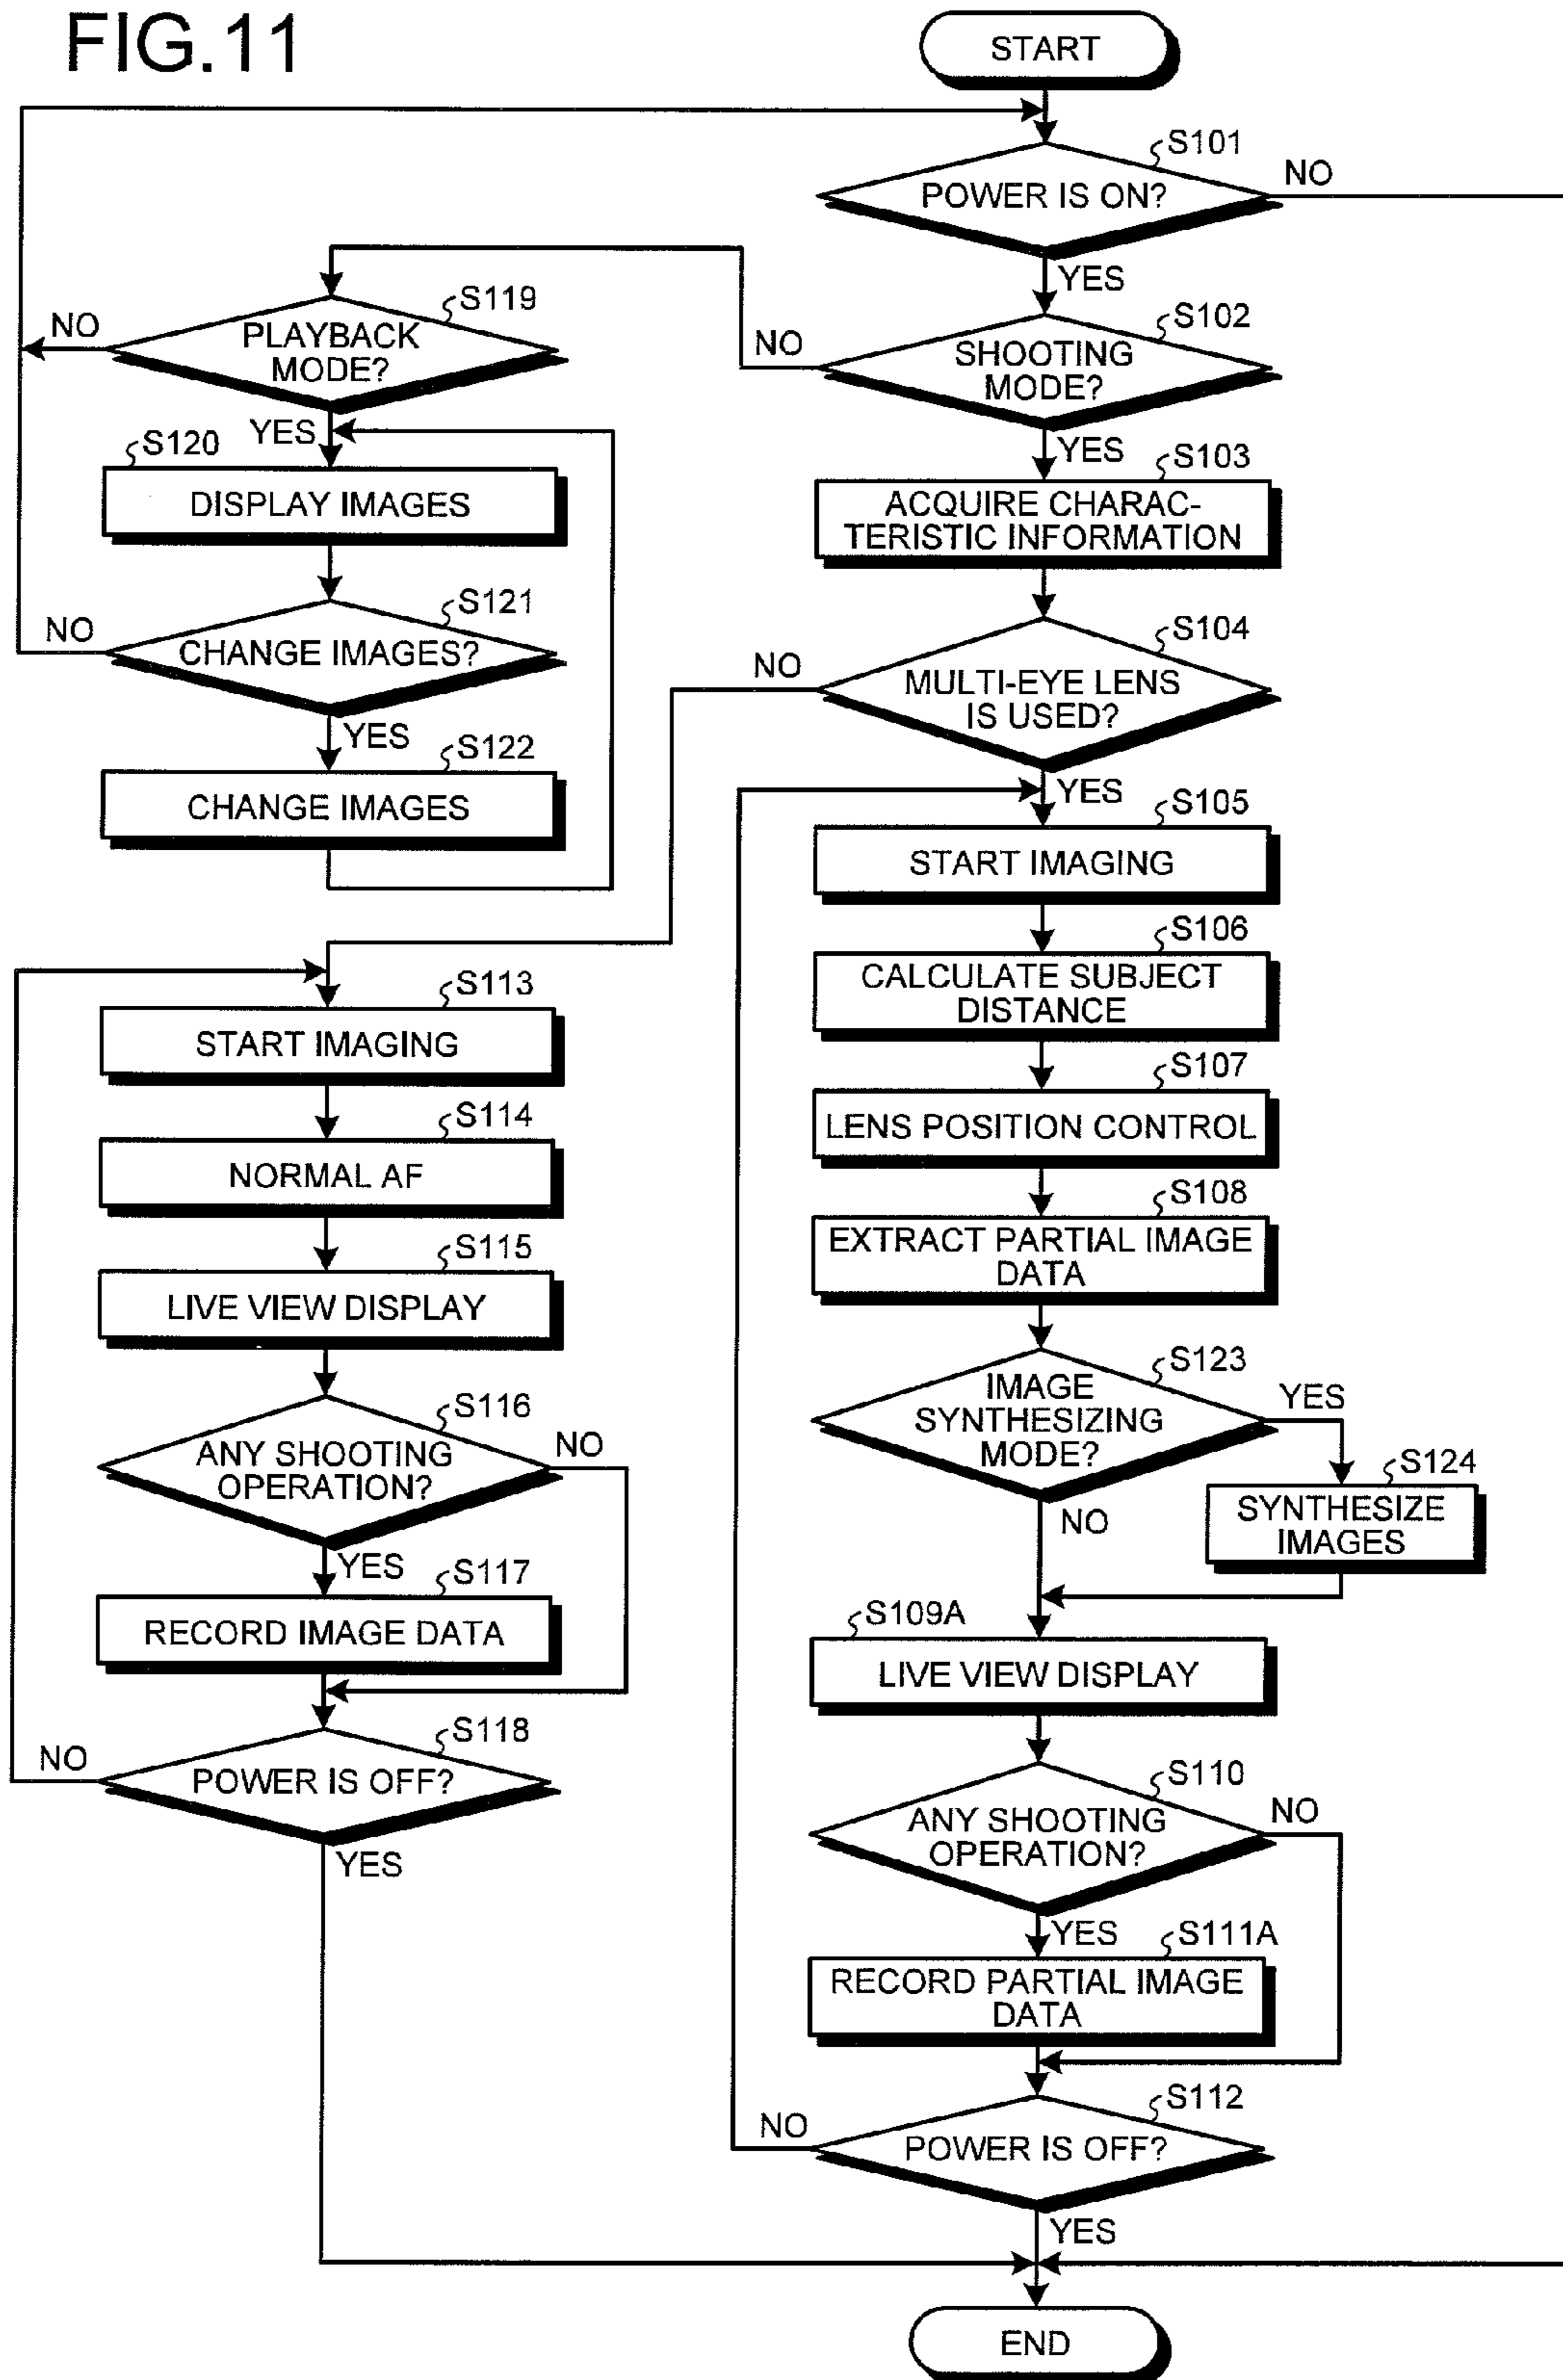 FIG.11
START
S101
POWER IS ON?
NO
YES
S102
SHOOTING
MODE?
NO
YES
S119
PLAYBACK
MODE?
NO
YES
S120
DISPLAY IMAGES
S121
CHANGE IMAGES?
NO
YES
S122
CHANGE IMAGES
S103
ACQUIRE CHARAC-
TERISTIC INFORMATION
S104
MULTI-EYE LENS
IS USED?
NO
YES
S105
START IMAGING
S106
CALCULATE SUBJECT
DISTANCE
S107
LENS POSITION CONTROL
S108
EXTRACT PARTIAL IMAGE
DATA
S123
IMAGE
SYNTHESIZING
MODE?
YES
NO
S124
SYNTHESIZE
IMAGES
S109A
LIVE VIEW DISPLAY
S110
ANY SHOOTING
OPERATION?
NO
YES
S111A
RECORD PARTIAL IMAGE
DATA
S112
POWER IS OFF?
NO
YES
S113
START IMAGING
S114
NORMAL AF
S115
LIVE VIEW DISPLAY
S116
ANY SHOOTING
OPERATION?
NO
YES
S117
RECORD IMAGE DATA
S118
POWER IS OFF?
NO
YES
END